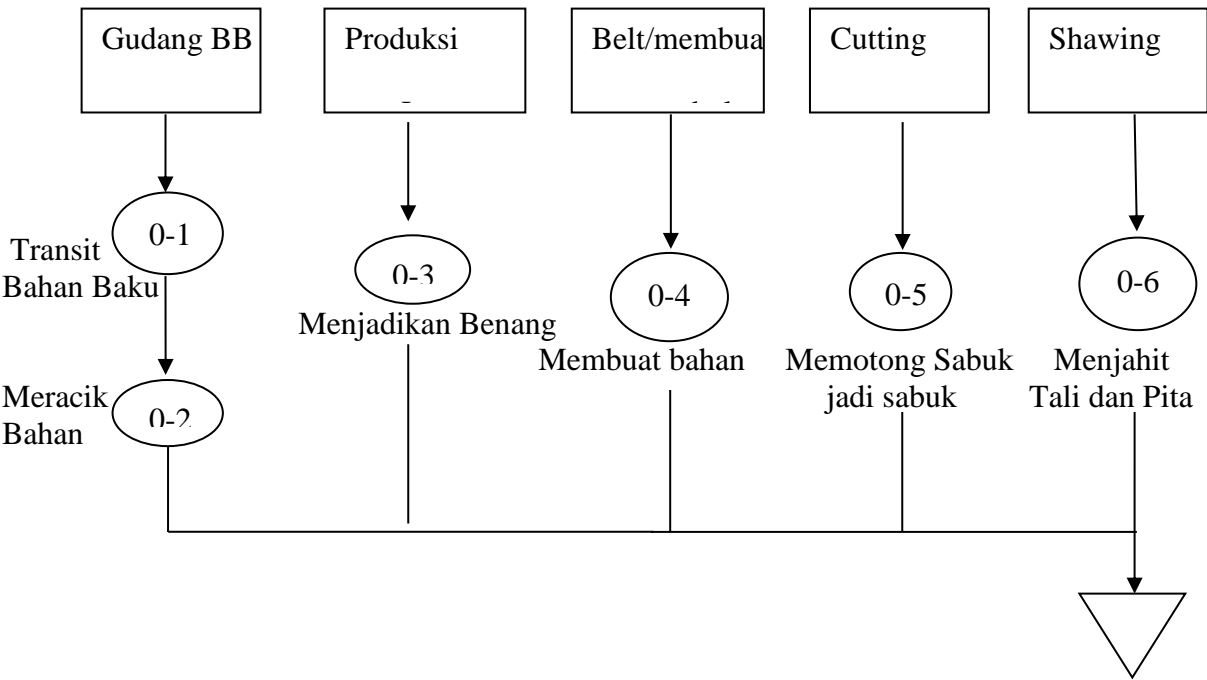 Gudang BB
Produksi
Belt/membua
Cutting
Shawing
0-1
Transit
Bahan Baku
0-2
Meracik
Bahan
0-3
Menjadikan Benang
0-4
Membuat bahan
0-5
Memotong Sabuk
jadi sabuk
0-6
Menjahit
Tali dan Pita